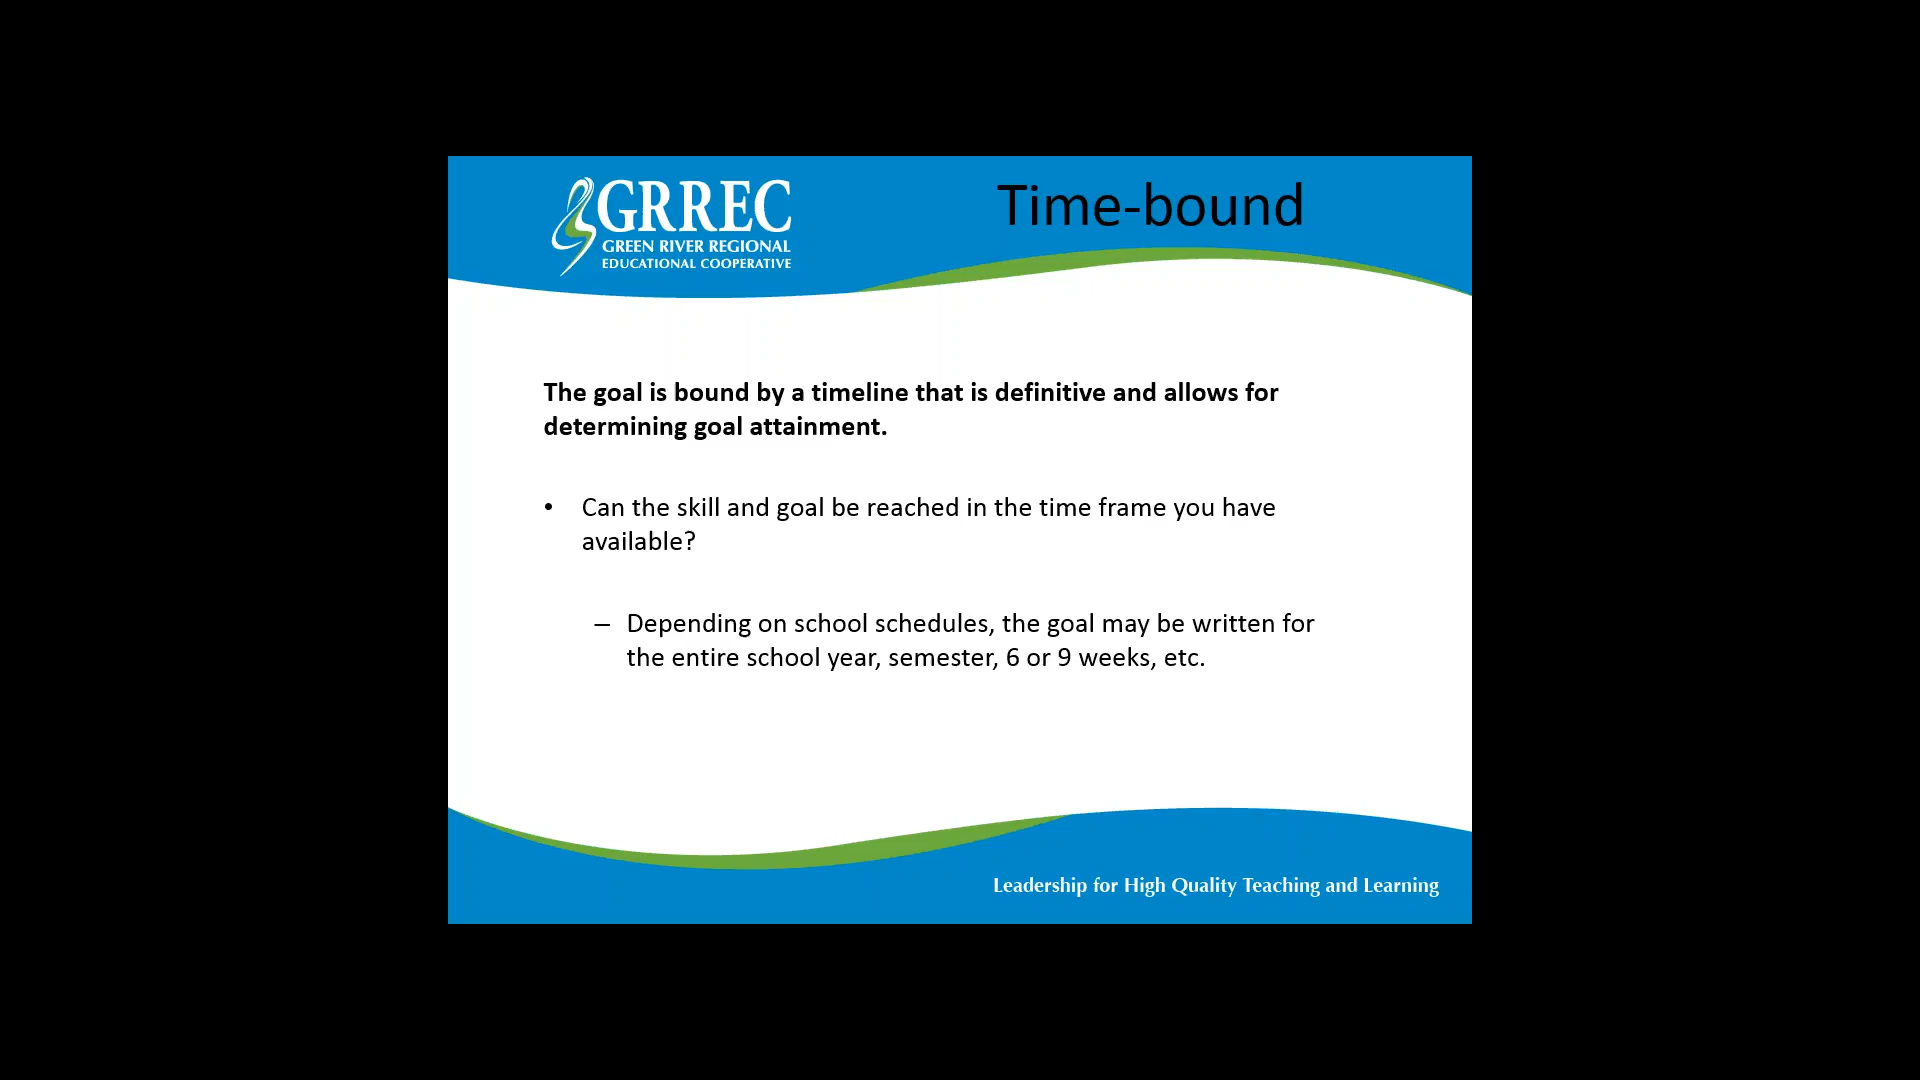 GRREC
GREEN RIVER REGIONAL
EDUCATIONAL COOPERATIVE
Time-bound
The goal is bound by a timeline that is definitive and allows for
determining goal attainment.
• Can the skill and goal be reached in the time frame you have
available?
– Depending on school schedules, the goal may be written for
the entire school year, semester, 6 or 9 weeks, etc.
Leadership for High Quality Teaching and Learning